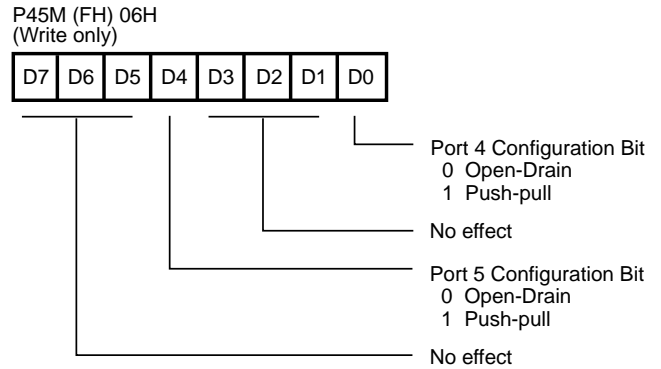 P45M (FH) 06H
(Write only)
D7 D6 D5 D4 D3 D2 D1 D0
Port 4 Configuration Bit
0 Open-Drain
1 Push-pull
No effect
Port 5 Configuration Bit
0 Open-Drain
1 Push-pull
No effect